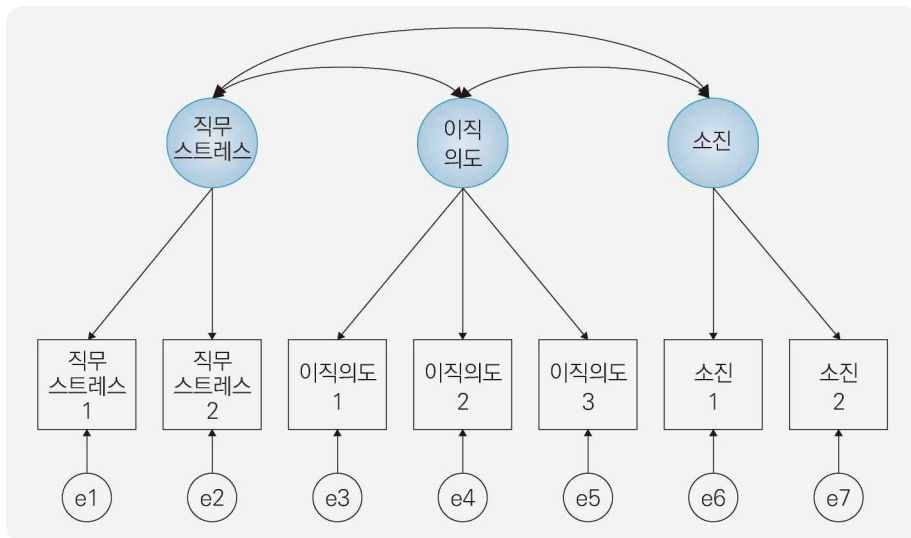 직무
스트레스
이직
의도
소진
직무
스트레스
1
직무
스트레스
2
이직의도
1
이직의도
2
이직의도
3
소진
1
소진
2
e1
e2
e3
e4
e5
e6
e7